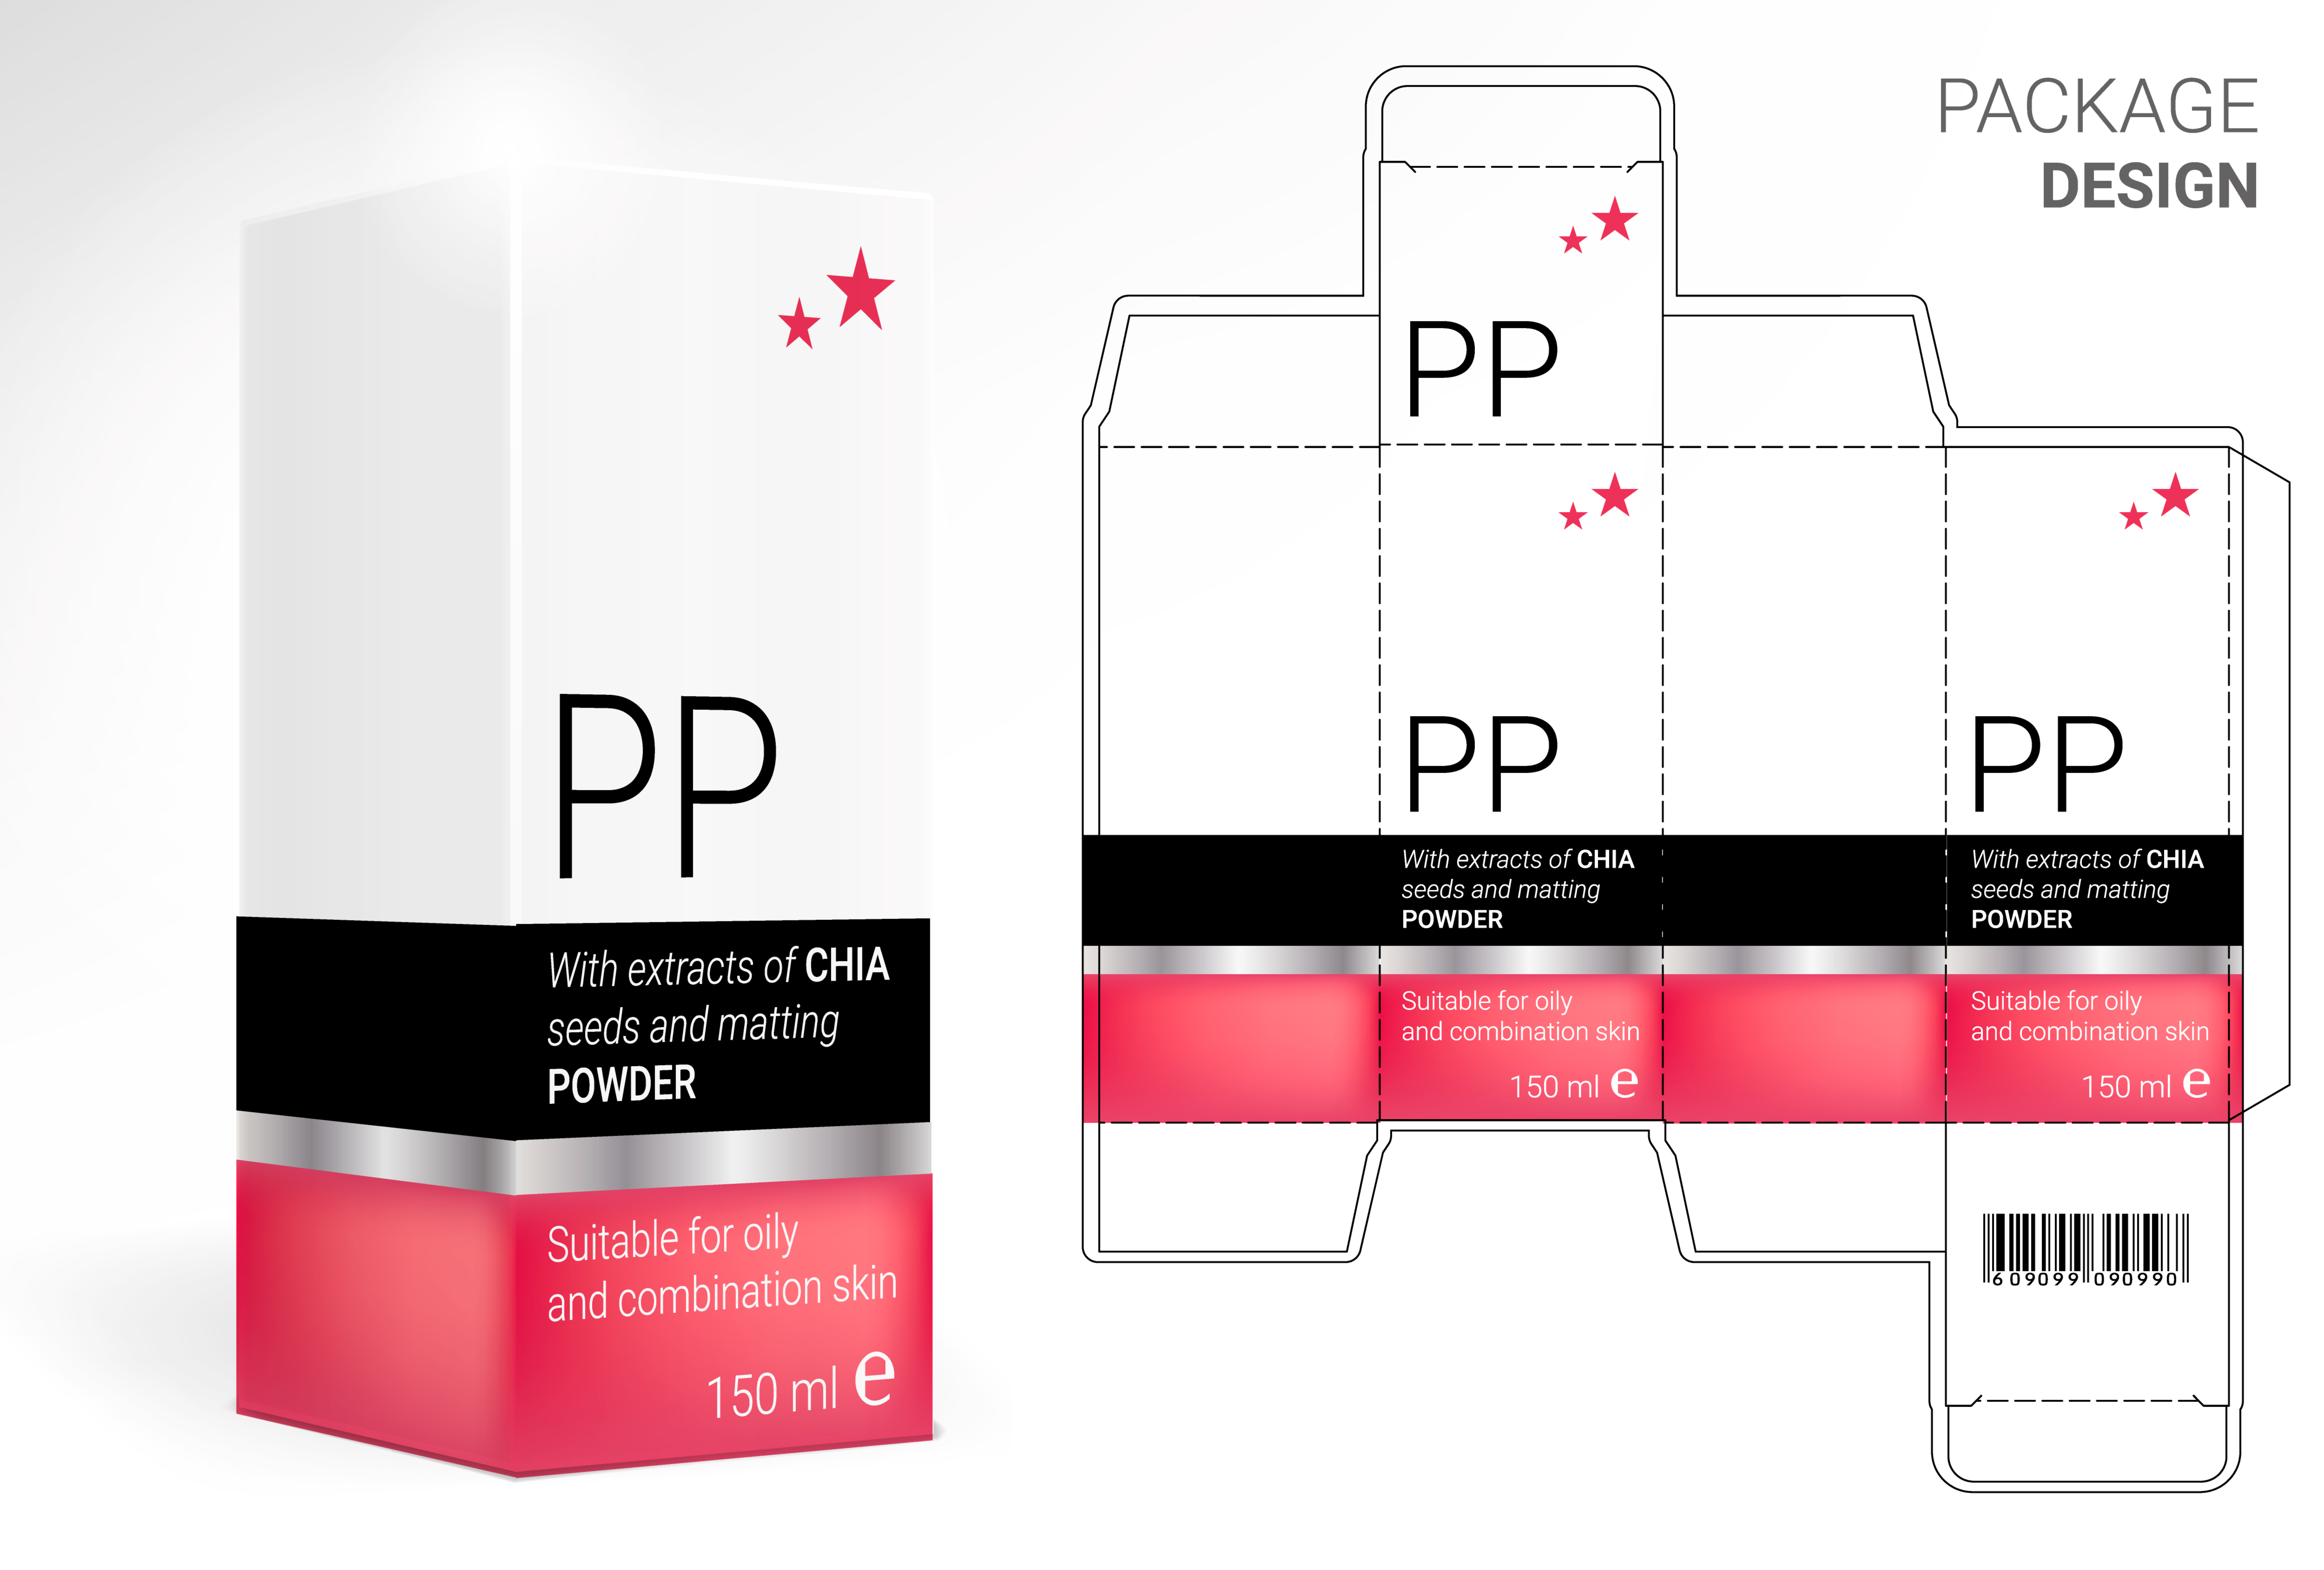 PACKAGE
DESIGN
PP
With extracts of CHIA
seeds and matting
POWDER
Suitable for oily
and combination skin
150 ml e
PP
PP
With extracts of CHIA
seeds and matting
POWDER
Suitable for oily
and combination skin
150 ml e
PP
With extracts of CHIA
seeds and matting
POWDER
Suitable for oily
and combination skin
150 ml e
609099 090990